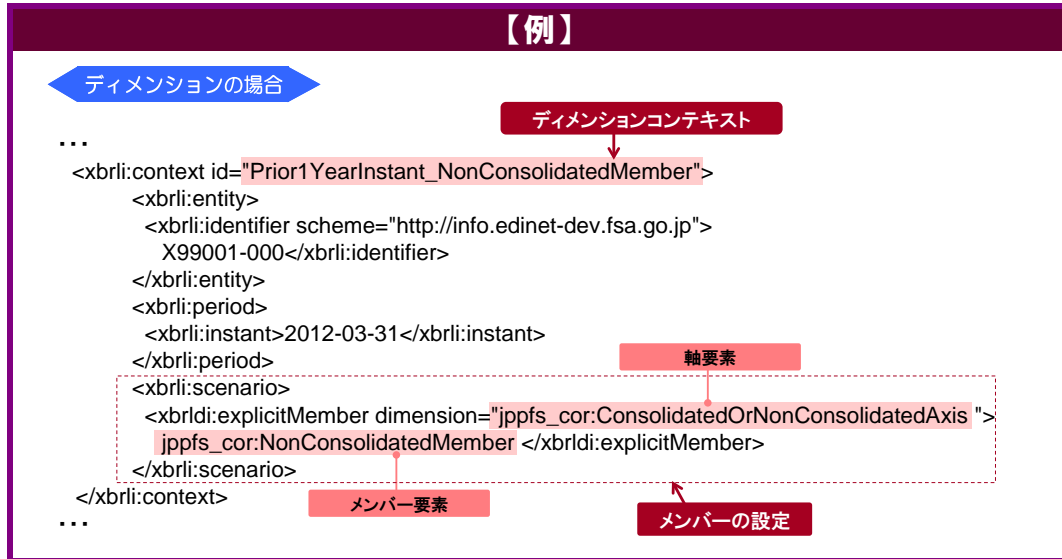 【例】
ディメンションの場合
ディメンションコンテキスト
...
<xbrli:context id="Prior1YearInstant_NonConsolidatedMember">
<xbrli:entity>
<xbrli:identifier scheme="http://info.edinet-dev.fsa.go.jp">
X99001-000</xbrli:identifier>
</xbrli:entity>
<xbrli:period>
<xbrli:instant>2012-03-31</xbrli:instant>
</xbrli:period>
軸要素
<xbrli:scenario>
<xbrldi:explicitMember dimension="jppfs_cor:ConsolidatedOrNonConsolidatedAxis ">
jppfs_cor:NonConsolidatedMember </xbrldi:explicitMember>
</xbrli:scenario>
</xbrli:context>
メンバー要素
メンバーの設定
...